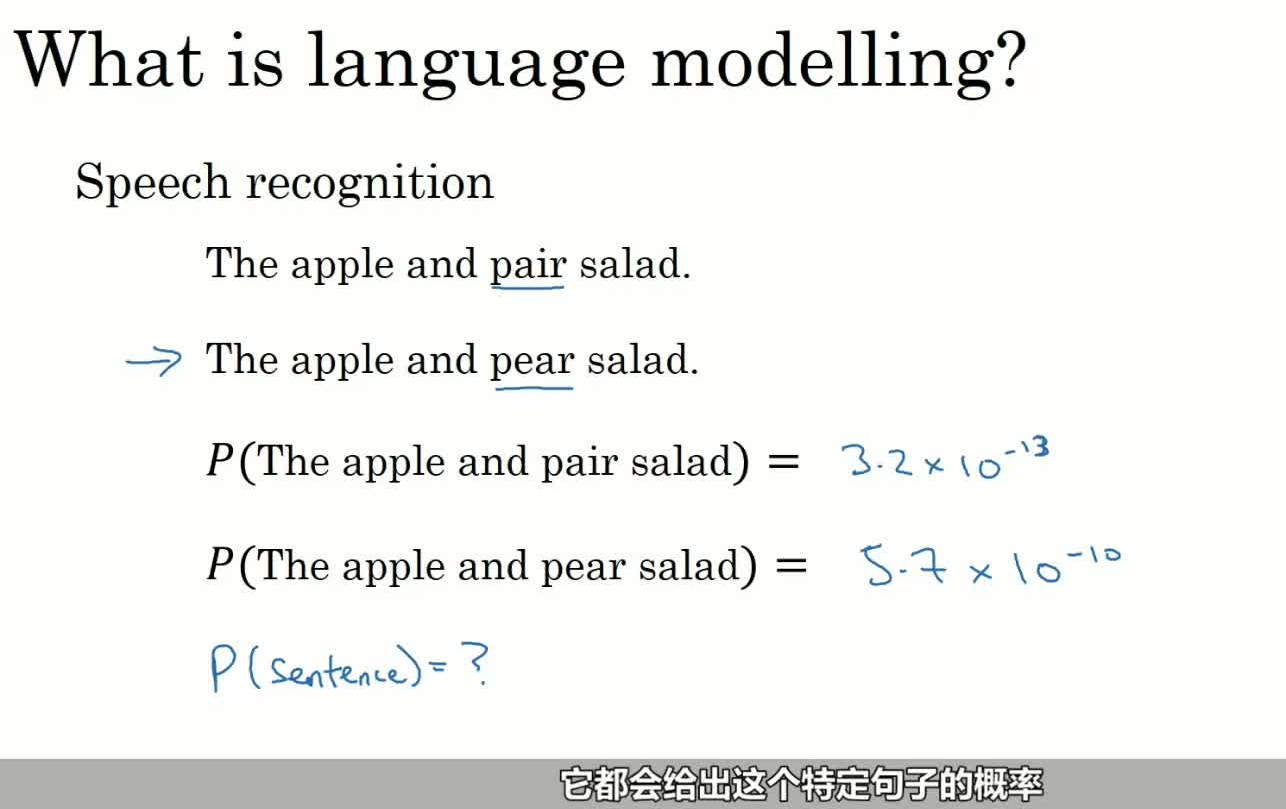 What is language modelling?
Speech recognition
The apple and pair salad.
→ The apple and pear salad.
P(The apple and pair salad) = 3.2 × 10⁻¹³
P(The apple and pear salad) = 5.7 × 10⁻¹⁰
P(sentence) = ?
它都会给出这个特定句子的概率